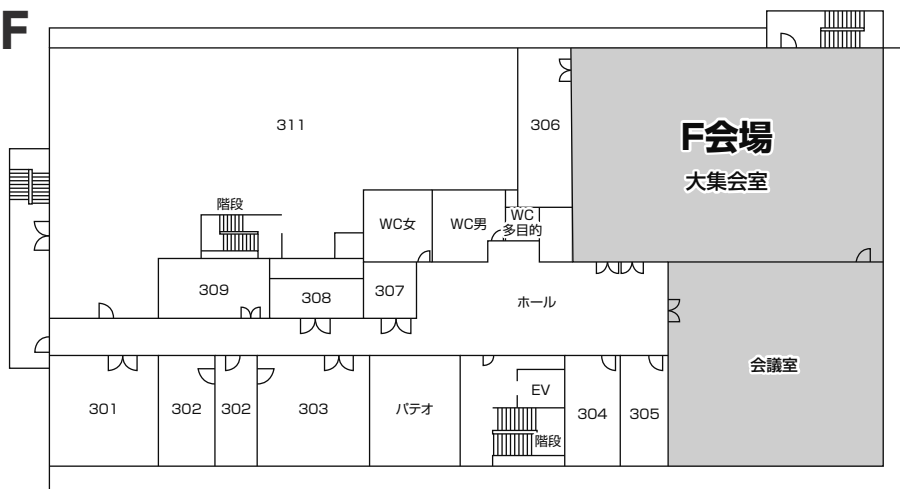 F
311
306
F会場
大集会室
階段
WC女
WC男
WC
多目的
309
308
307
ホール
301
302
302
303
パテオ
EV
階段
304
305
会議室